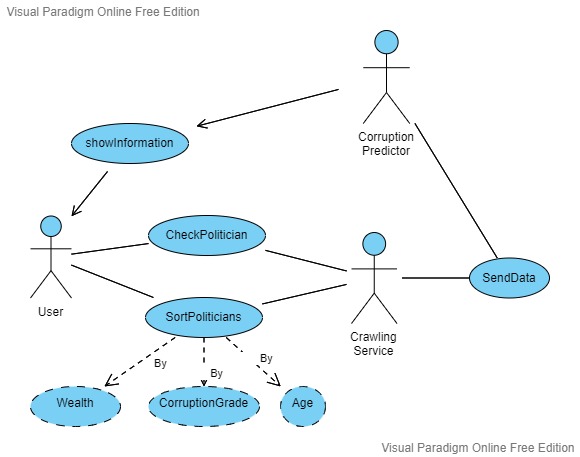 Visual Paradigm Online Free Edition
Corruption
Predictor
showInformation
CheckPolitician
User
SendData
SortPoliticians
Crawling
Service
By
By
By
Wealth
CorruptionGrade
Age
Visual Paradigm Online Free Edition